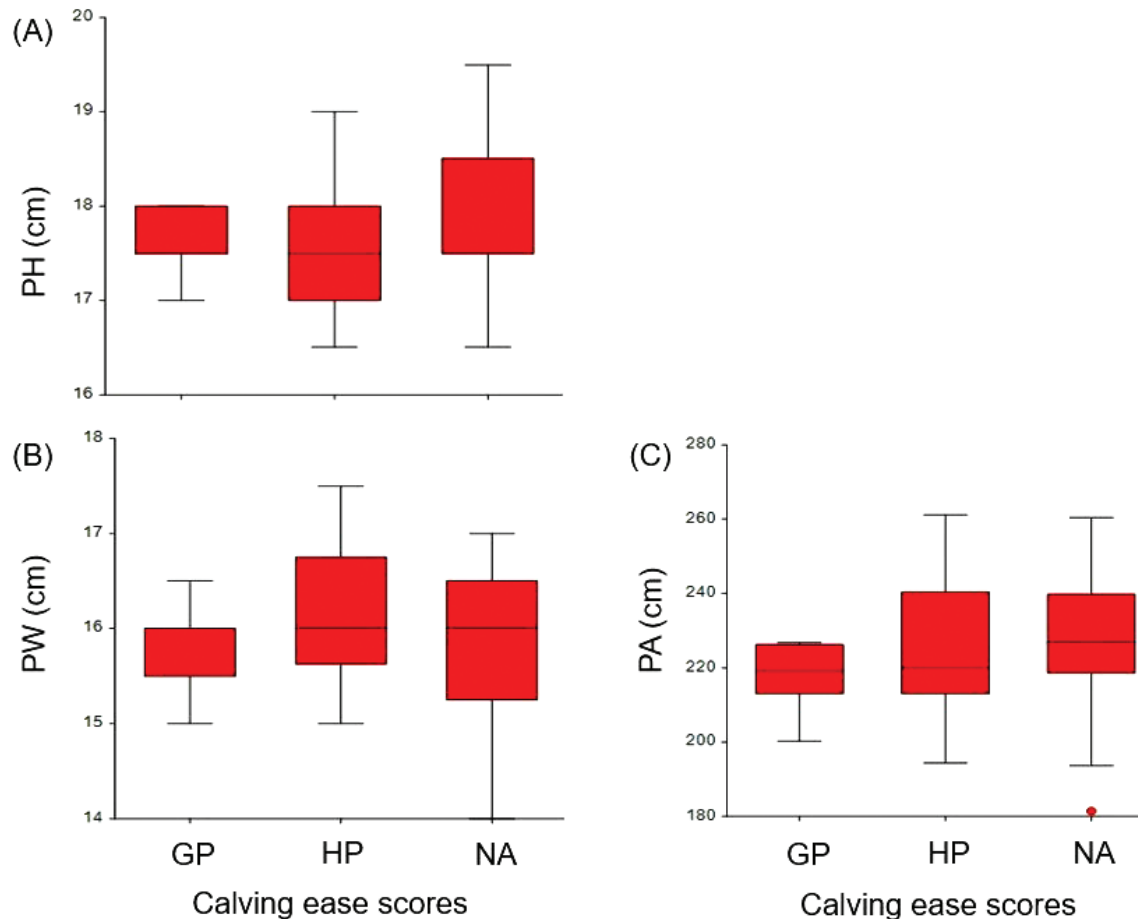 (A)
PH (cm)
20
19
18
17
16
(B)
PW (cm)
18
17
16
15
14
GP HP NA
Calving ease scores
(C)
PA (cm)
280
260
240
220
200
180
GP HP NA
Calving ease scores